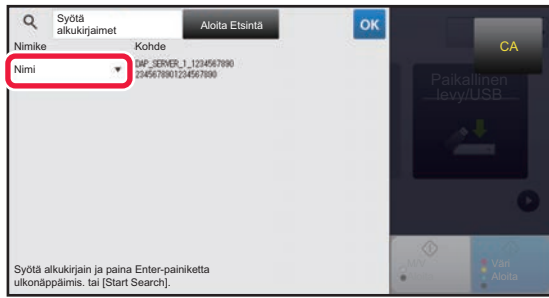 Syötä
alkukirjaimet
Aloita Etsintä
OK
CA
Nimike
Kohde
Nimi
DAP_SERVER_1_1234567890
2345678901234567890
Paikallinen
levy/USB
Syötä alkukirjain ja paina Enter-painiketta
ulkonäppäimis. tai [Start Search].
M/V
Väri
Aloita